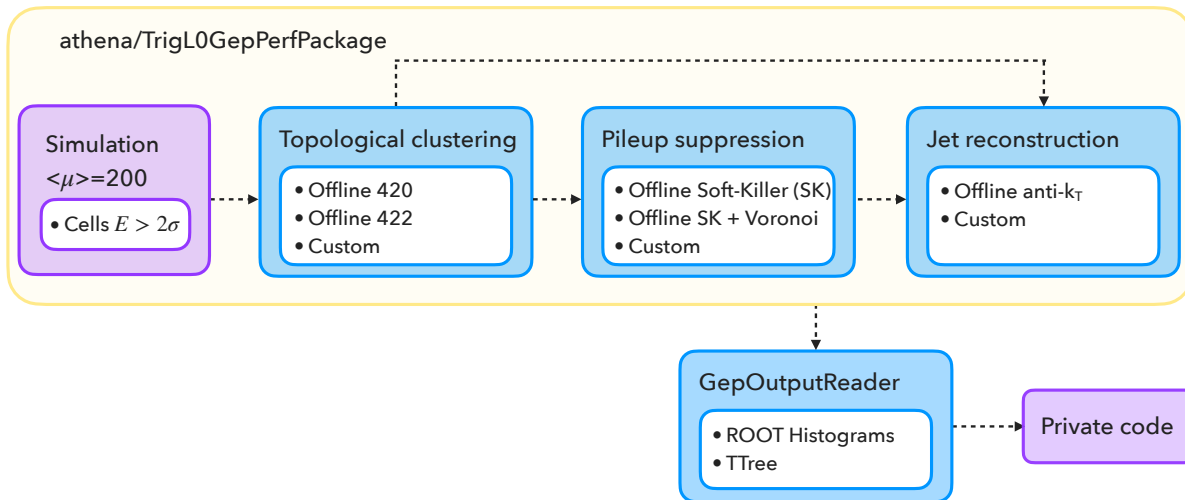 athena/TrigL0GepPerfPackage
Simulation
<μ>=200
• Cells E > 2σ
Topological clustering
• Offline 420
• Offline 422
• Custom
Pileup suppression
• Offline Soft-Killer (SK)
• Offline SK + Voronoi
• Custom
Jet reconstruction
• Offline anti-kT
• Custom
GepOutputReader
• ROOT Histograms
• TTree
Private code